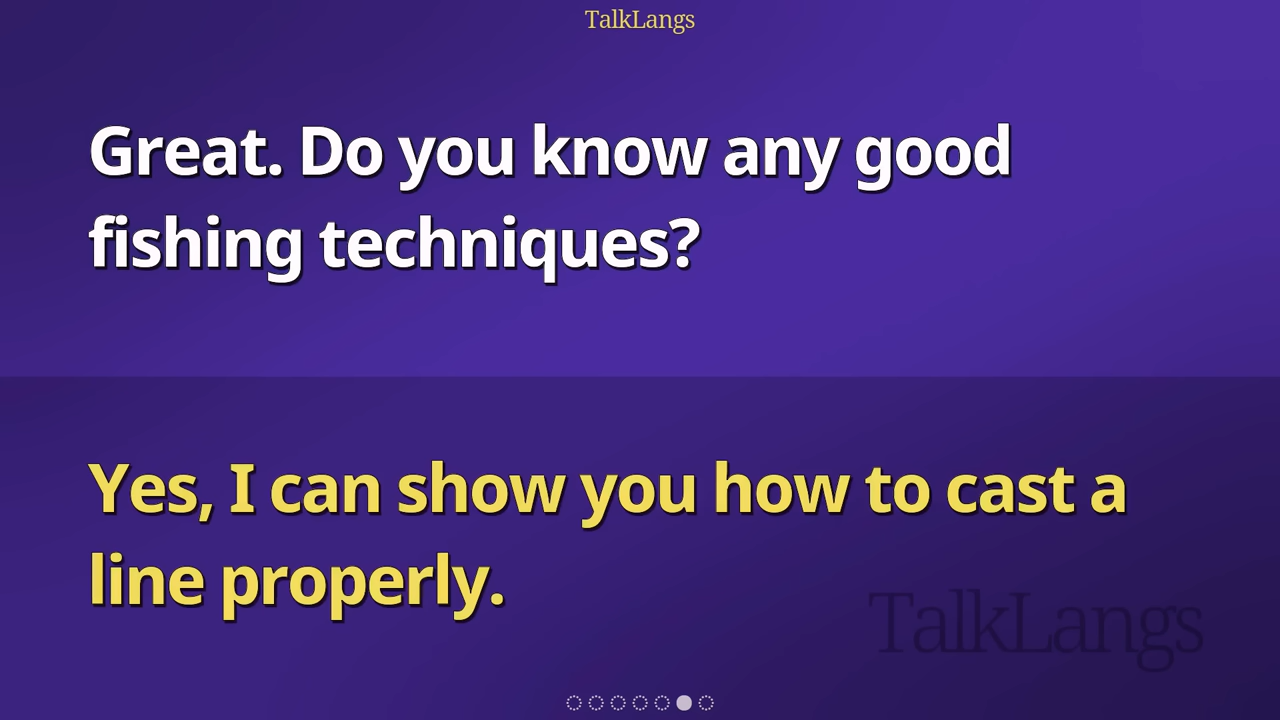 TalkLangs
Great. Do you know any good
fishing techniques?
Yes, I can show you how to cast a
line properly.
TalkLangs